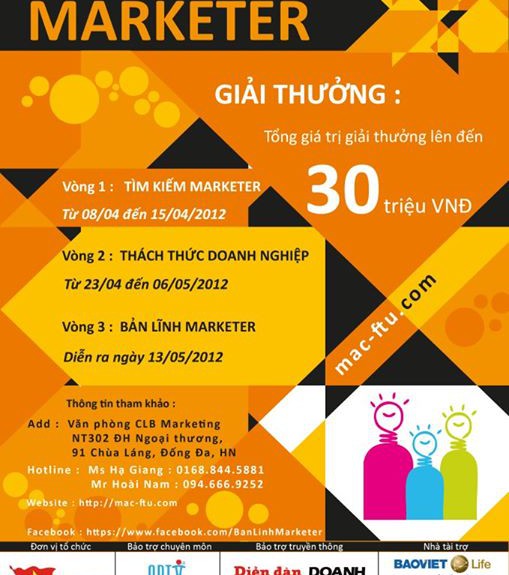 MARKETER
GIẢI THƯỞNG :
Tổng giá trị giải thưởng lên đến
30 triệu VNĐ
Vòng 1 : TÌM KIẾM MARKETER
Từ 08/04 đến 15/04/2012
Vòng 2 : THÁCH THỨC DOANH NGHIỆP
Từ 23/04 đến 06/05/2012
Vòng 3 : BẢN LĨNH MARKETER
Diễn ra ngày 13/05/2012
mac-ftu.com
Thông tin tham khảo :
Add : Văn phòng CLB Marketing
NT302 ĐH Ngoại thương,
91 Chùa Láng, Đống Đa, HN
Hotline : Ms Hạ Giang : 0168.844.5881
Mr Hoài Nam : 094.666.9252
Website : http://mac-ftu.com
Facebook : https://www.facebook.com/BanLinhMarketer
Đơn vị tổ chức Bảo trợ chuyên môn Bảo trợ truyền thông Nhà tài trợ
Diễn đàn DOANH BAOVIET Life